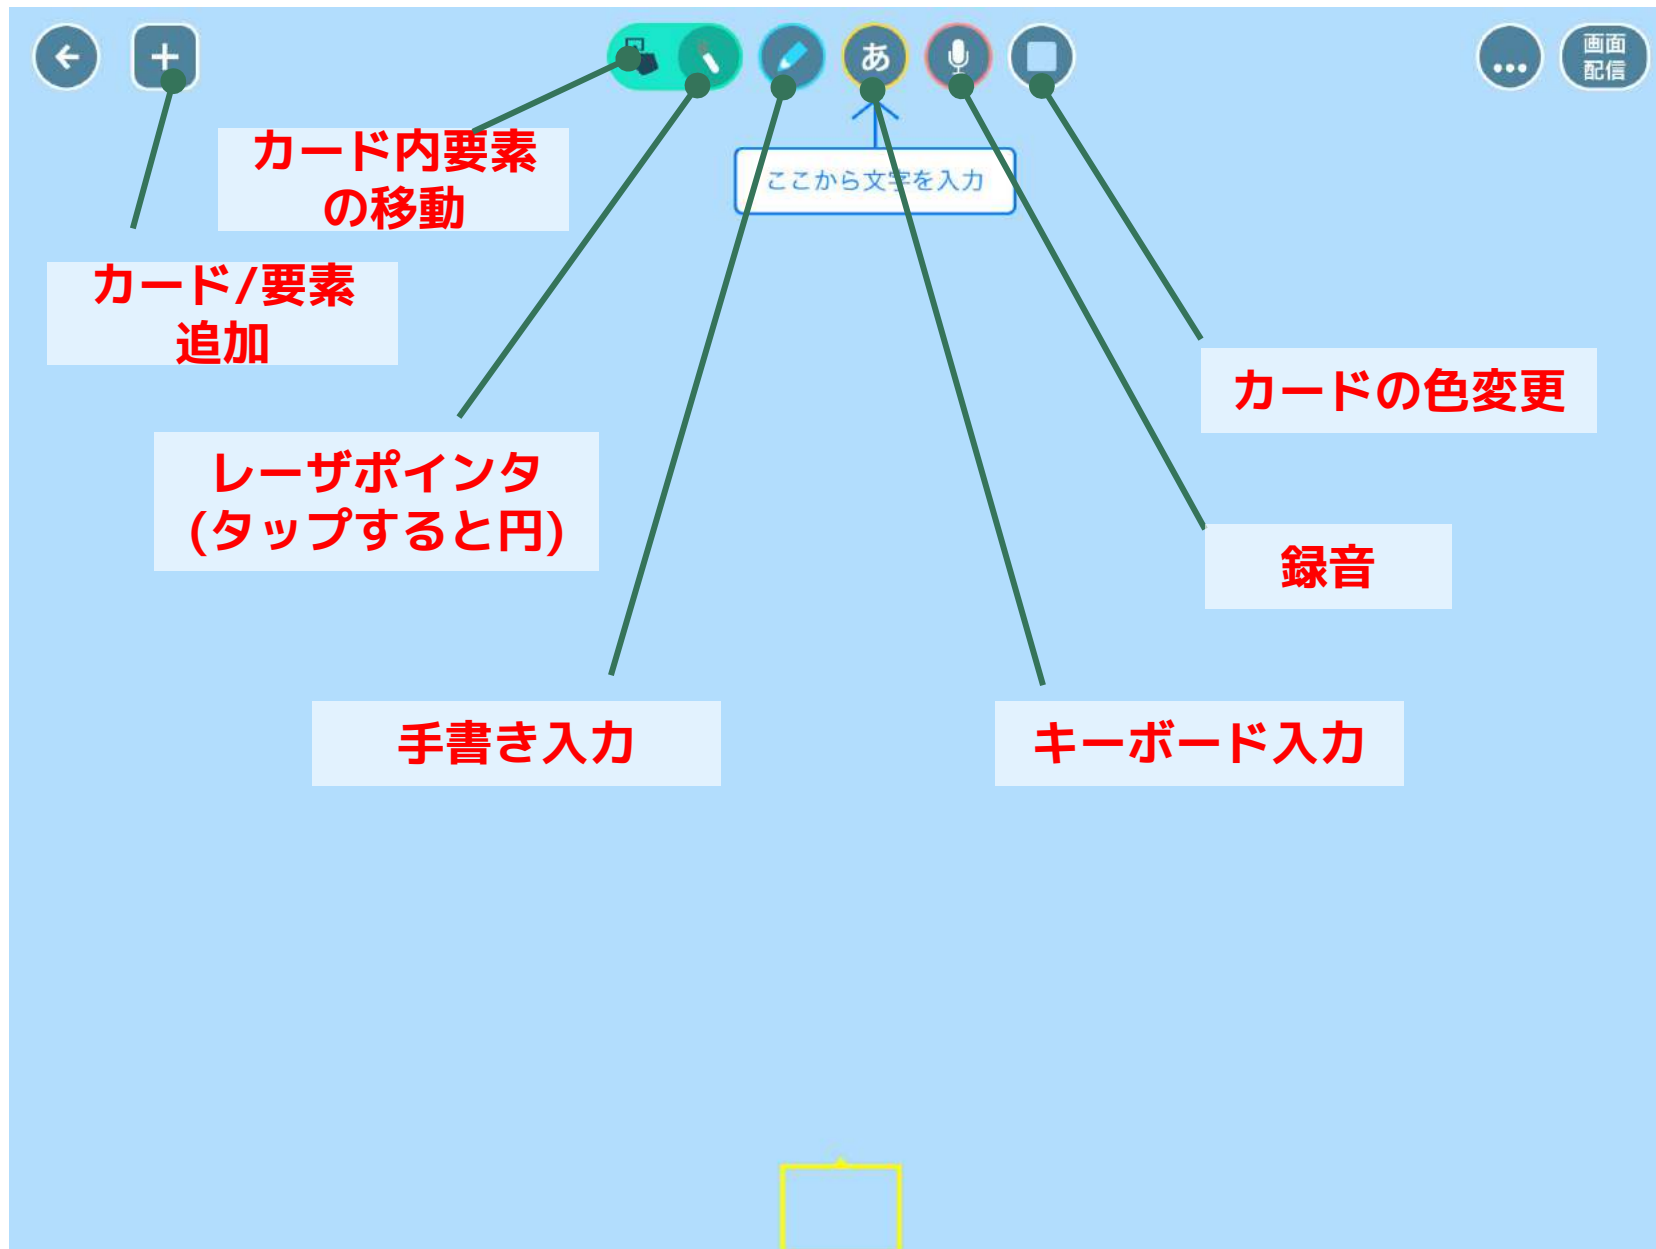 あ
画面
配信
ここから文字を入力
カード内要素
の移動
カード/要素
追加
カードの色変更
レーザポインタ
(タップすると円)
録音
手書き入力
キーボード入力